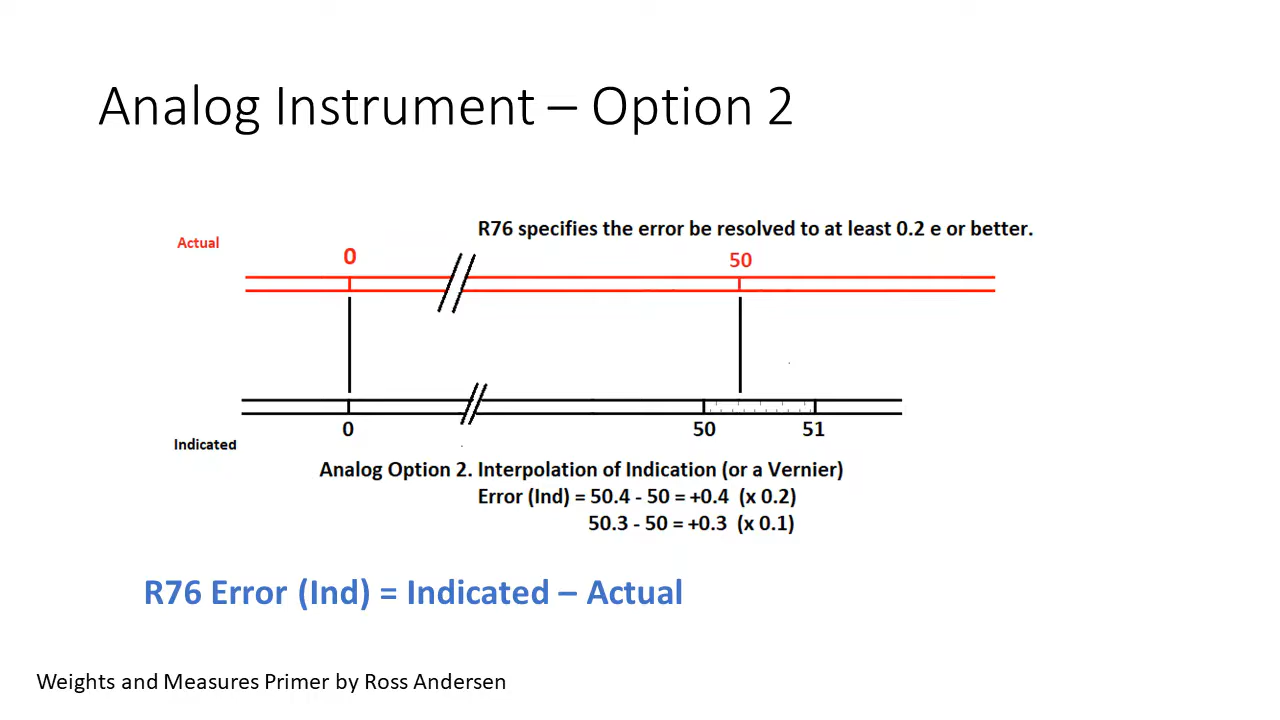 Analog Instrument – Option 2
R76 specifies the error be resolved to at least 0.2 e or better.
Actual
0
50
0
50
51
Indicated
Analog Option 2. Interpolation of Indication (or a Vernier)
Error (Ind) = 50.4 - 50 = +0.4 (x 0.2)
50.3 - 50 = +0.3 (x 0.1)
R76 Error (Ind) = Indicated – Actual
Weights and Measures Primer by Ross Andersen